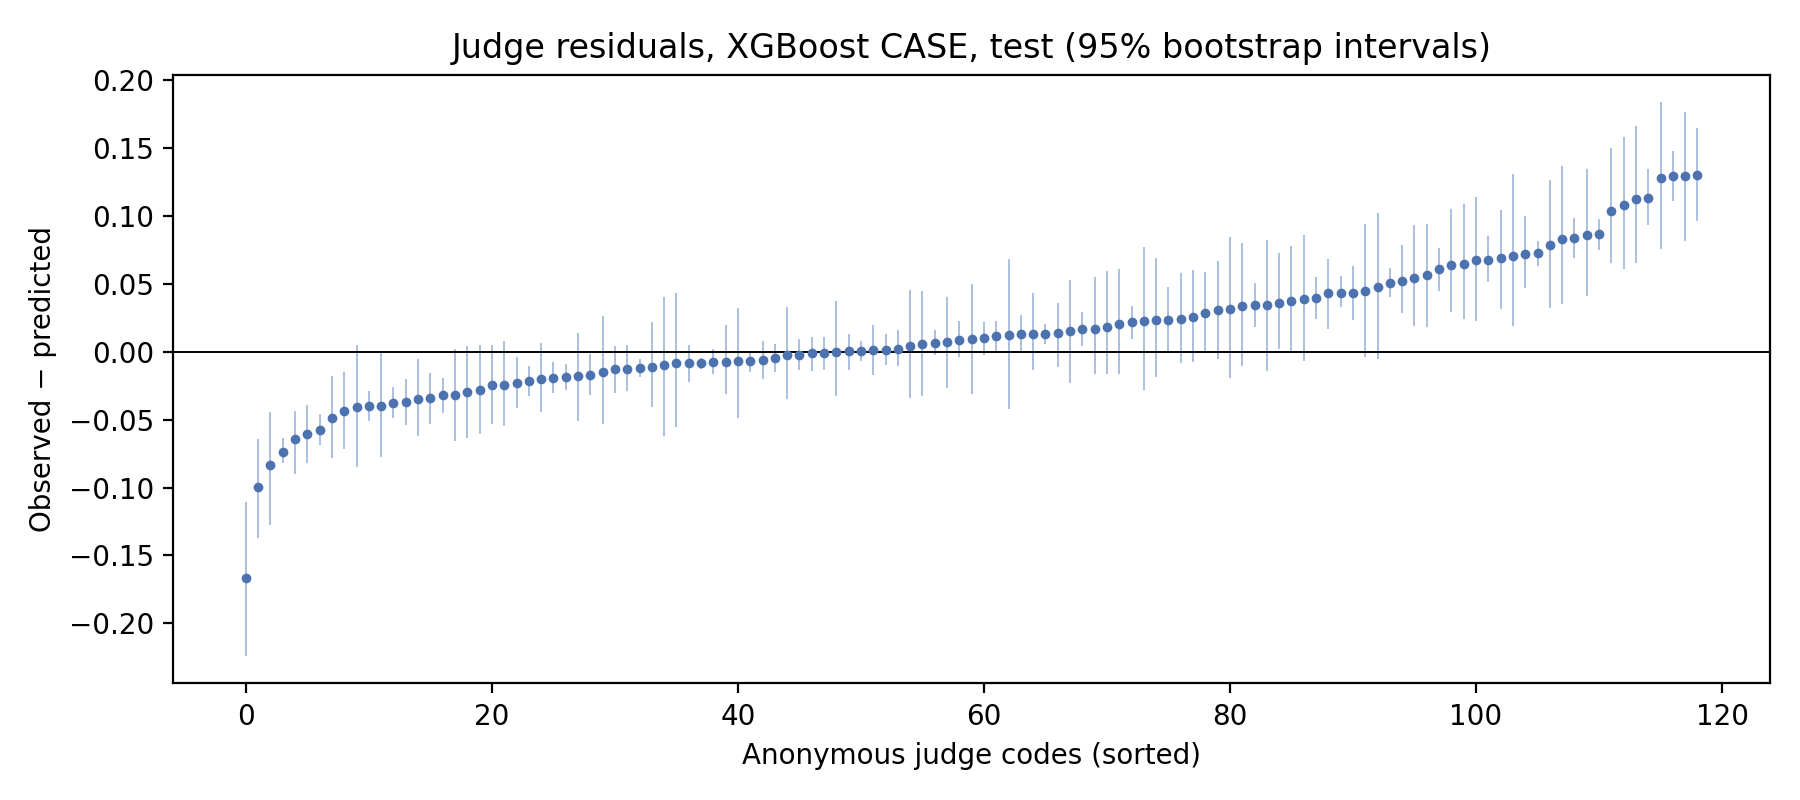 Judge residuals, XGBoost CASE, test (95% bootstrap intervals)
Observed − predicted
0.20
0.15
0.10
0.05
0.00
−0.05
−0.10
−0.15
−0.20
0 20 40 60 80 100 120
Anonymous judge codes (sorted)